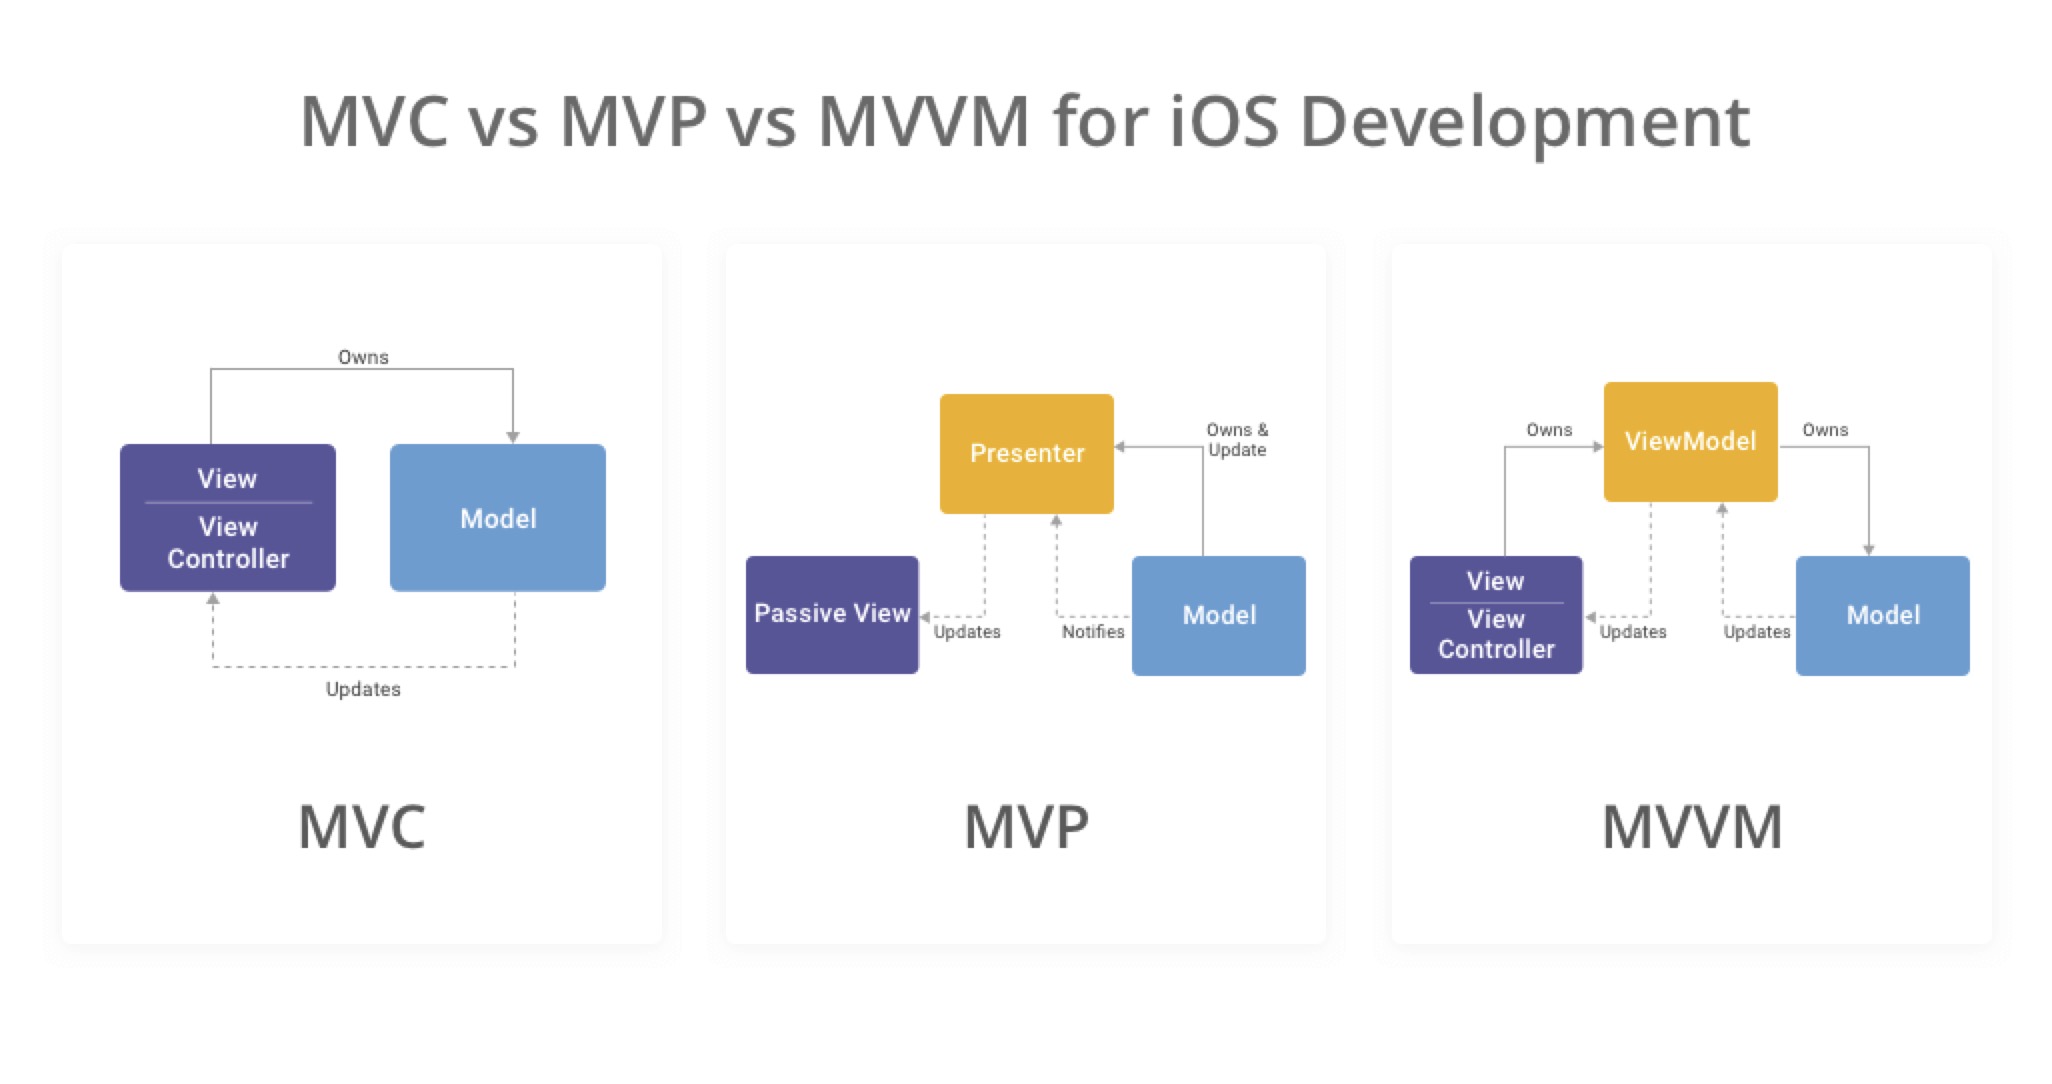 MVC vs MVP vs MVVM for iOS Development
Owns
View
View
Controller
Model
Updates
MVC
Presenter
Owns &
Update
Passive View
Updates
Notifies
Model
MVP
Owns
ViewModel
Owns
View
View
Controller
Updates
Updates
Model
MVVM